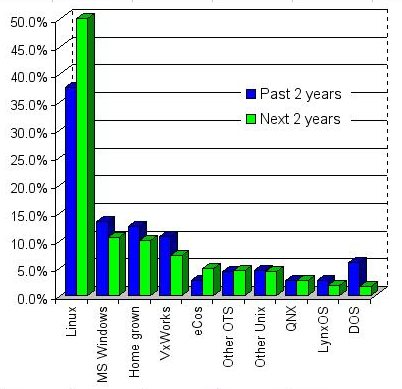 50.0%
45.0%
40.0%
35.0%
30.0%
25.0%
20.0%
15.0%
10.0%
5.0%
0.0%
Past 2 years
Next 2 years
Linux
MS Windows
Home grown
VxWorks
eCos
Other OTS
Other Unix
QNX
LynxOS
DOS